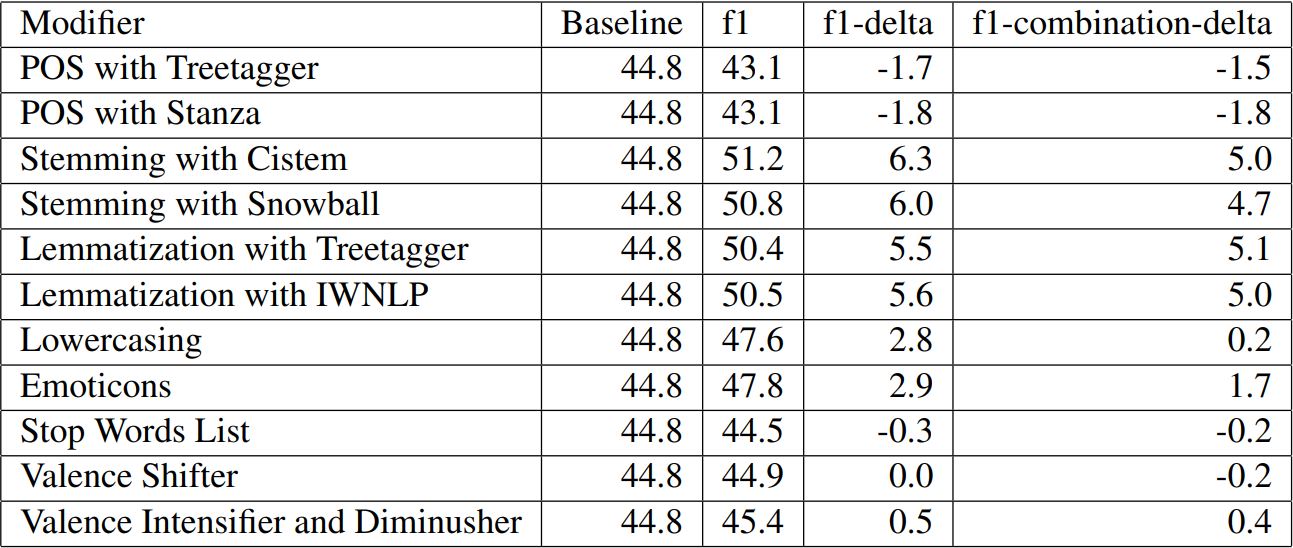 Modifier Baseline f1 f1-delta f1-combination-delta
POS with Treetagger 44.8 43.1 -1.7 -1.5
POS with Stanza 44.8 43.1 -1.8 -1.8
Stemming with Cistem 44.8 51.2 6.3 5.0
Stemming with Snowball 44.8 50.8 6.0 4.7
Lemmatization with Treetagger 44.8 50.4 5.5 5.1
Lemmatization with IWNLP 44.8 50.5 5.6 5.0
Lowercasing 44.8 47.6 2.8 0.2
Emoticons 44.8 47.8 2.9 1.7
Stop Words List 44.8 44.5 -0.3 -0.2
Valence Shifter 44.8 44.9 0.0 -0.2
Valence Intensifier and Diminusher 44.8 45.4 0.5 0.4